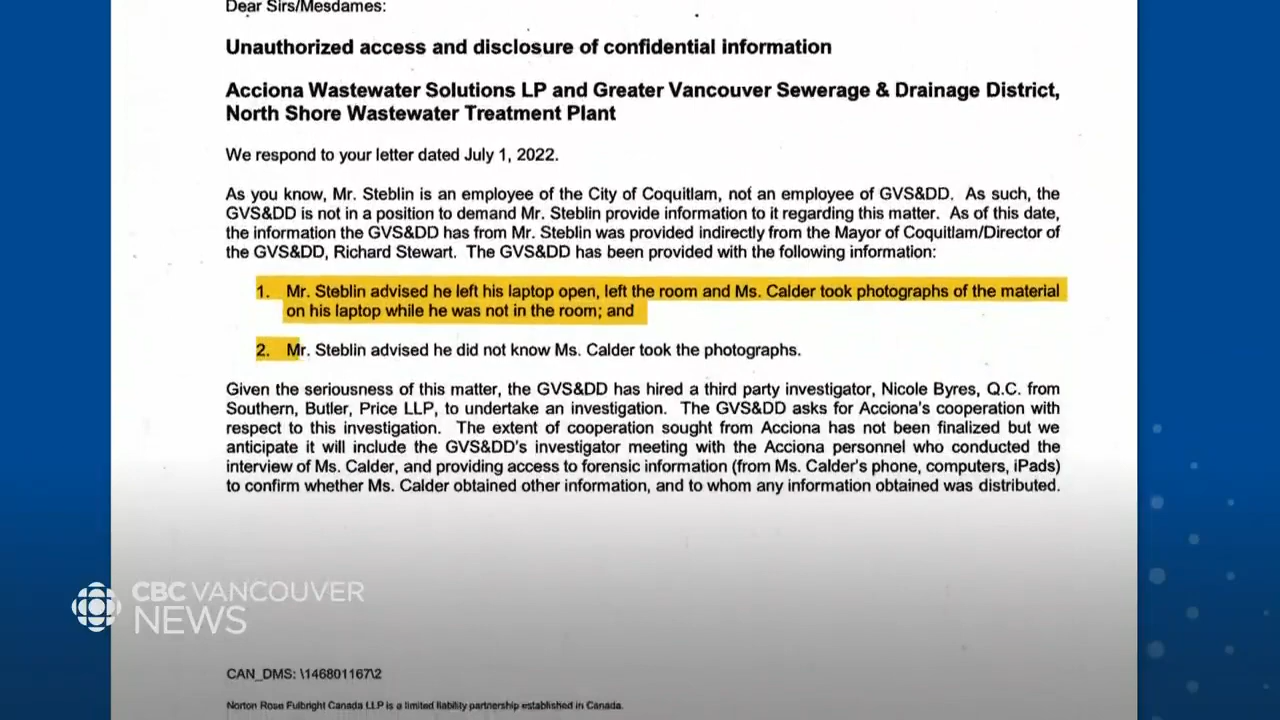 Dear Sirs/Mesdames:
Unauthorized access and disclosure of confidential information
Acciona Wastewater Solutions LP and Greater Vancouver Sewerage & Drainage District,
North Shore Wastewater Treatment Plant
We respond to your letter dated July 1, 2022.
As you know, Mr. Steblin is an employee of the City of Coquitlam, not an employee of GVS&DD. As such, the
GVS&DD is not in a position to demand Mr. Steblin provide information to it regarding this matter. As of this date,
the information the GVS&DD has from Mr. Steblin was provided indirectly from the Mayor of Coquitlam/Director of
the GVS&DD, Richard Stewart. The GVS&DD has been provided with the following information:
1. Mr. Steblin advised he left his laptop open, left the room and Ms. Calder took photographs of the material
on his laptop while he was not in the room; and
2. Mr. Steblin advised he did not know Ms. Calder took the photographs.
Given the seriousness of this matter, the GVS&DD has hired a third party investigator, Nicole Byres, Q.C. from
Southern, Butler, Price LLP, to undertake an investigation. The GVS&DD asks for Acciona's cooperation with
respect to this investigation. The extent of cooperation sought from Acciona has not been finalized but we
anticipate it will include the GVS&DD's investigator meeting with the Acciona personnel who conducted the
interview of Ms. Calder, and providing access to forensic information (from Ms. Calder's phone, computers, iPads)
to confirm whether Ms. Calder obtained other information, and to whom any information obtained was distributed.
CBC VANCOUVER
NEWS
CAN_DMS: \146801167\2
Norton Rose Fulbright Canada LLP is a limited liability partnership established in Canada.